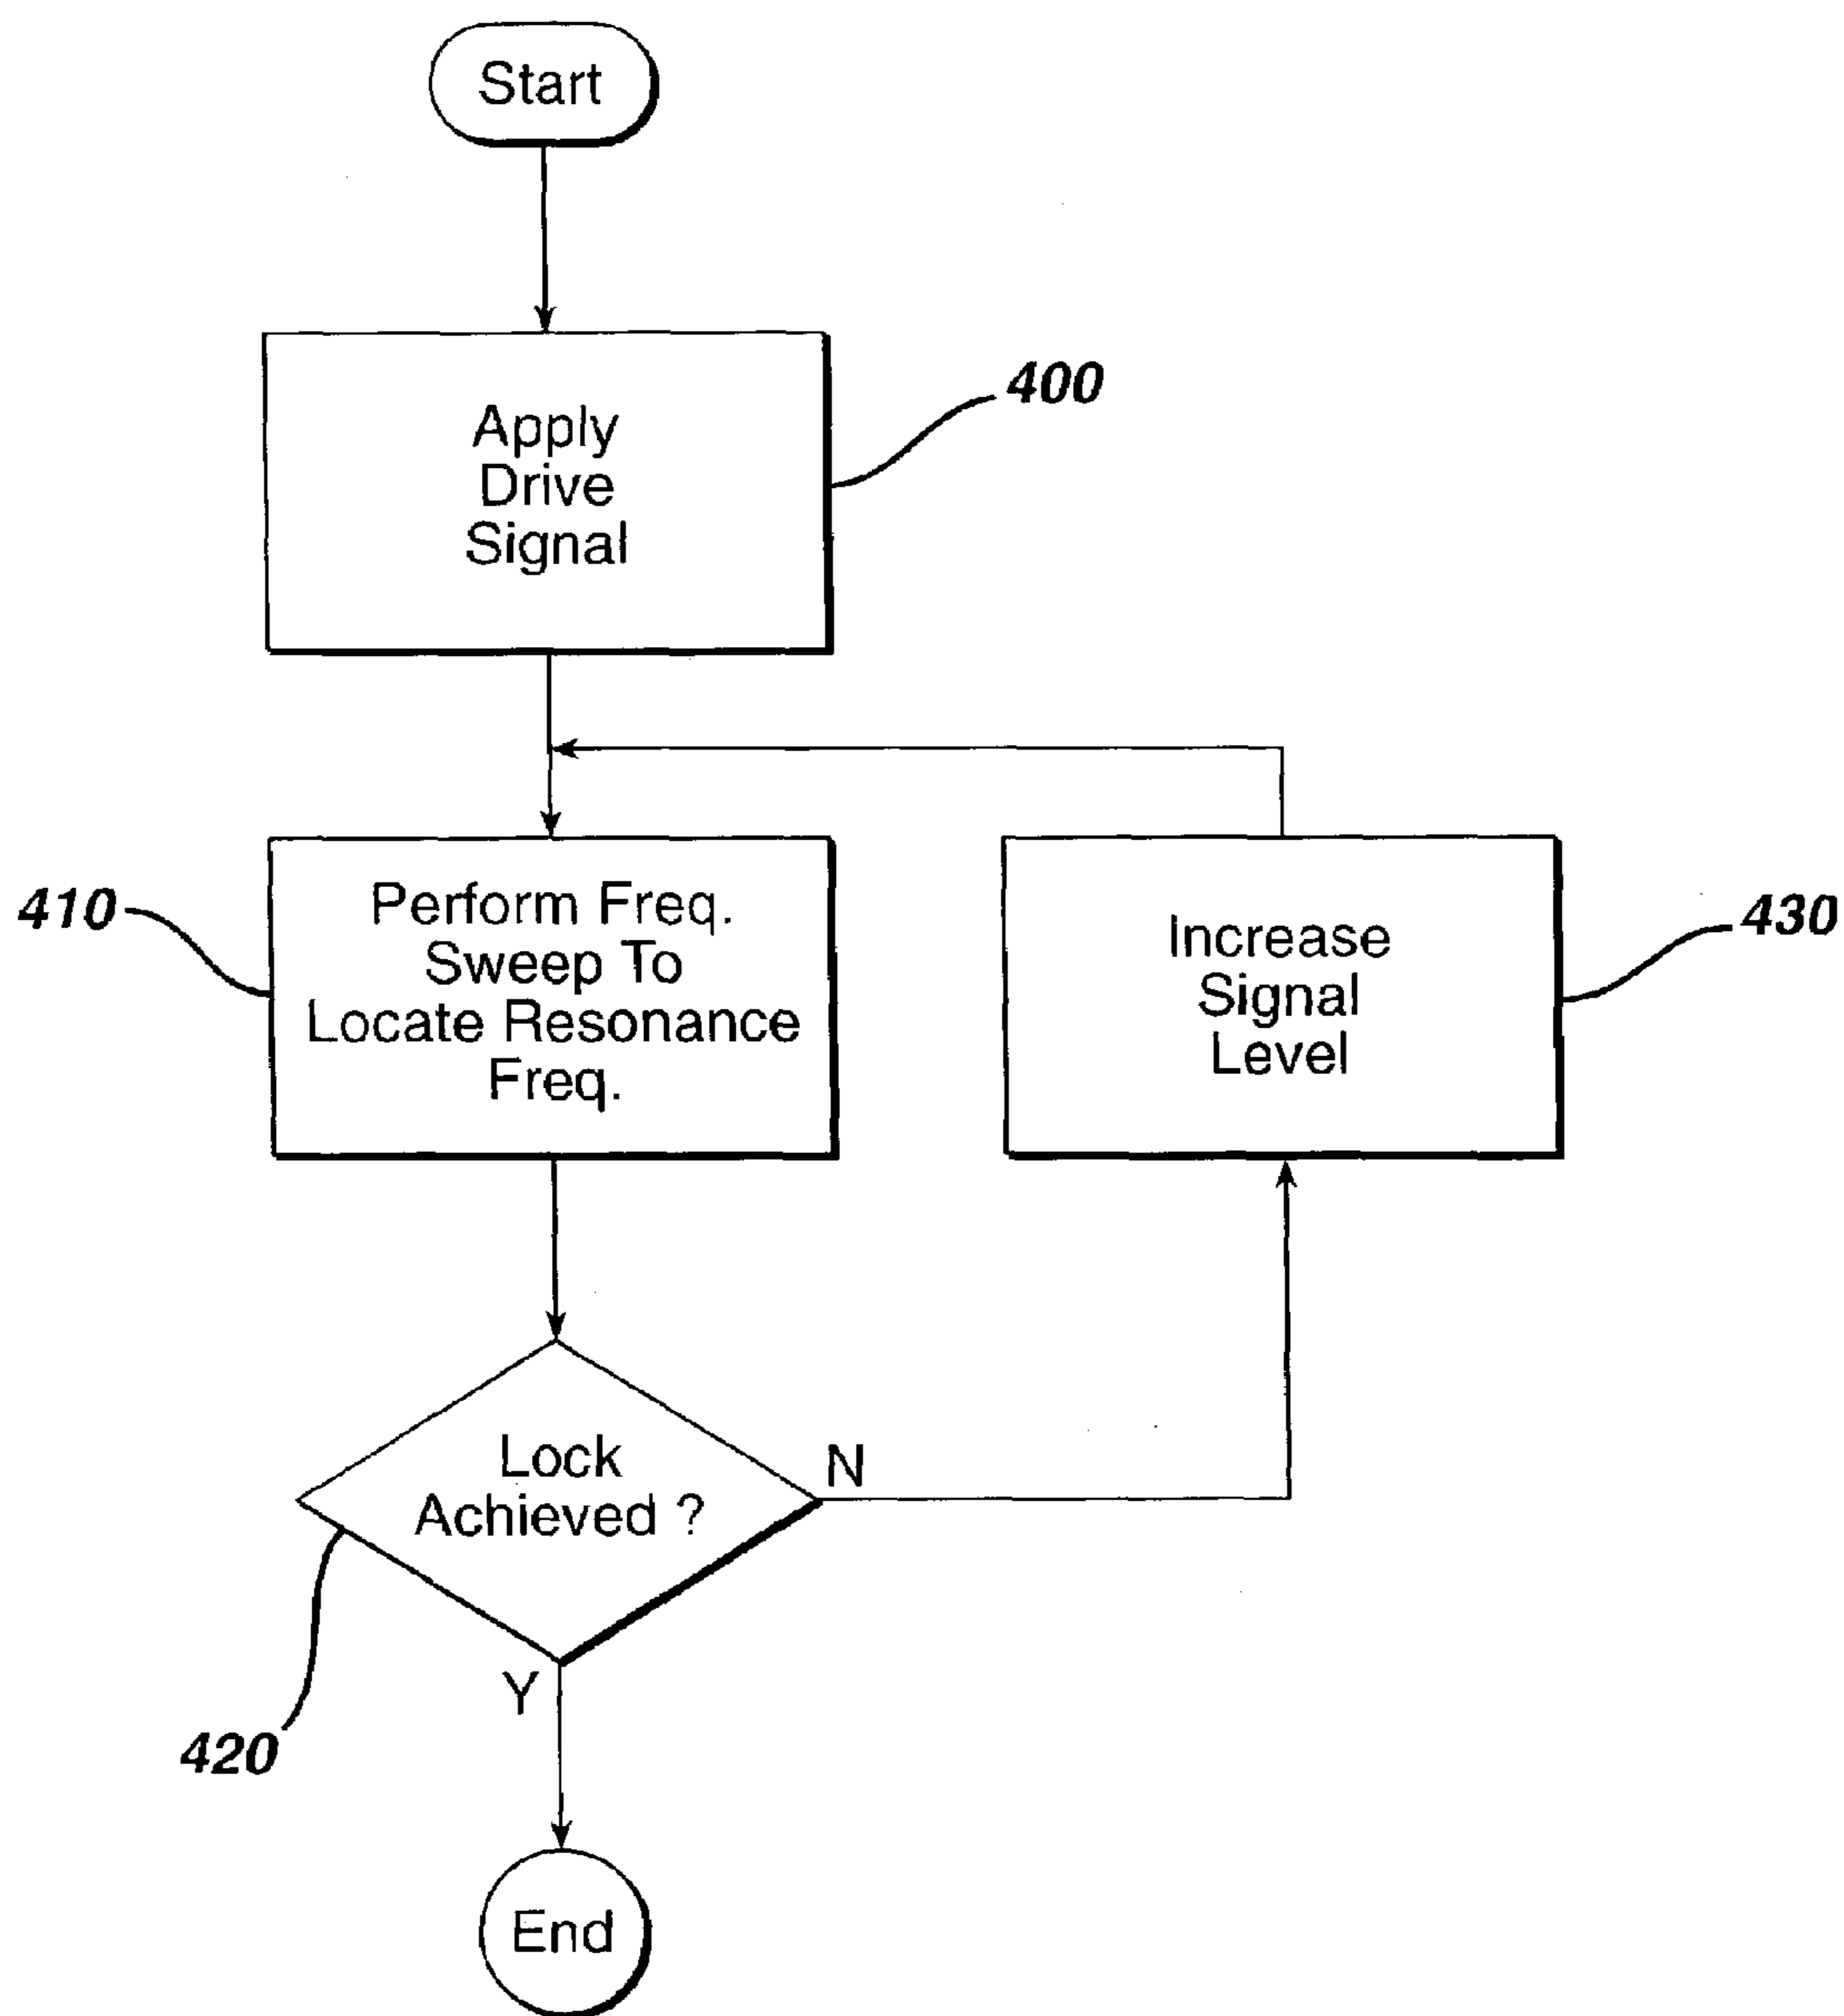 Start
Apply
Drive
Signal
400
Perform Freq.
Sweep To
Locate Resonance
Freq.
410
Increase
Signal
Level
430
Lock
Achieved ?
N
Y
420
End